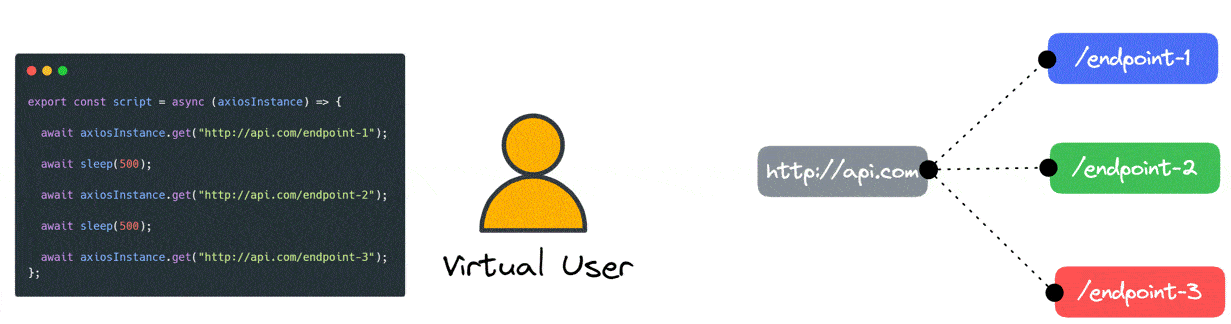 export const script = async (axiosInstance) => {
await axiosInstance.get("http://api.com/endpoint-1");
await sleep(500);
await axiosInstance.get("http://api.com/endpoint-2");
await sleep(500);
await axiosInstance.get("http://api.com/endpoint-3");
};
Virtual User
http://api.com
/endpoint-1
/endpoint-2
/endpoint-3